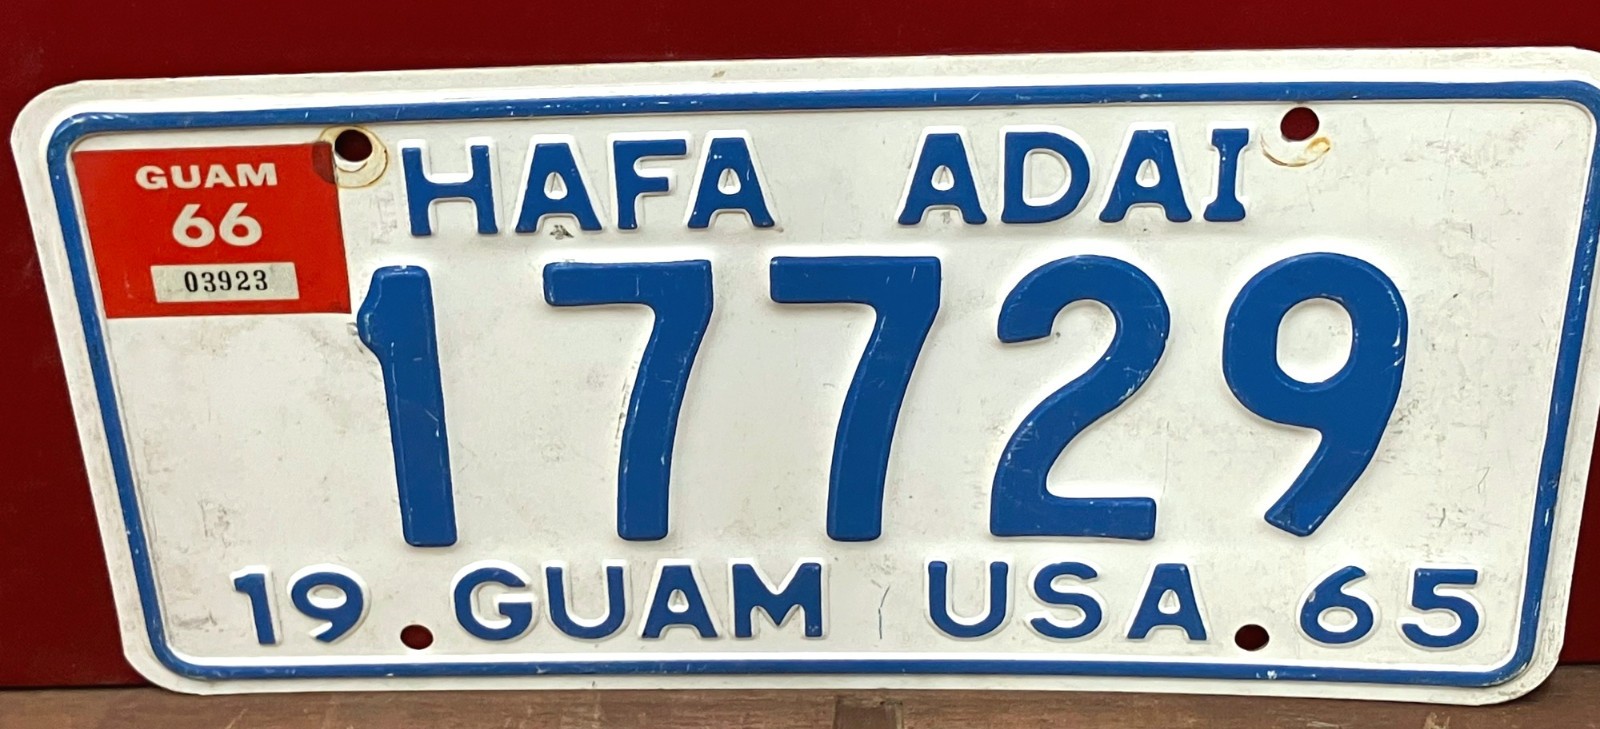 GUAM
66
03923
HAFA ADAI
17729
19 GUAM USA 65